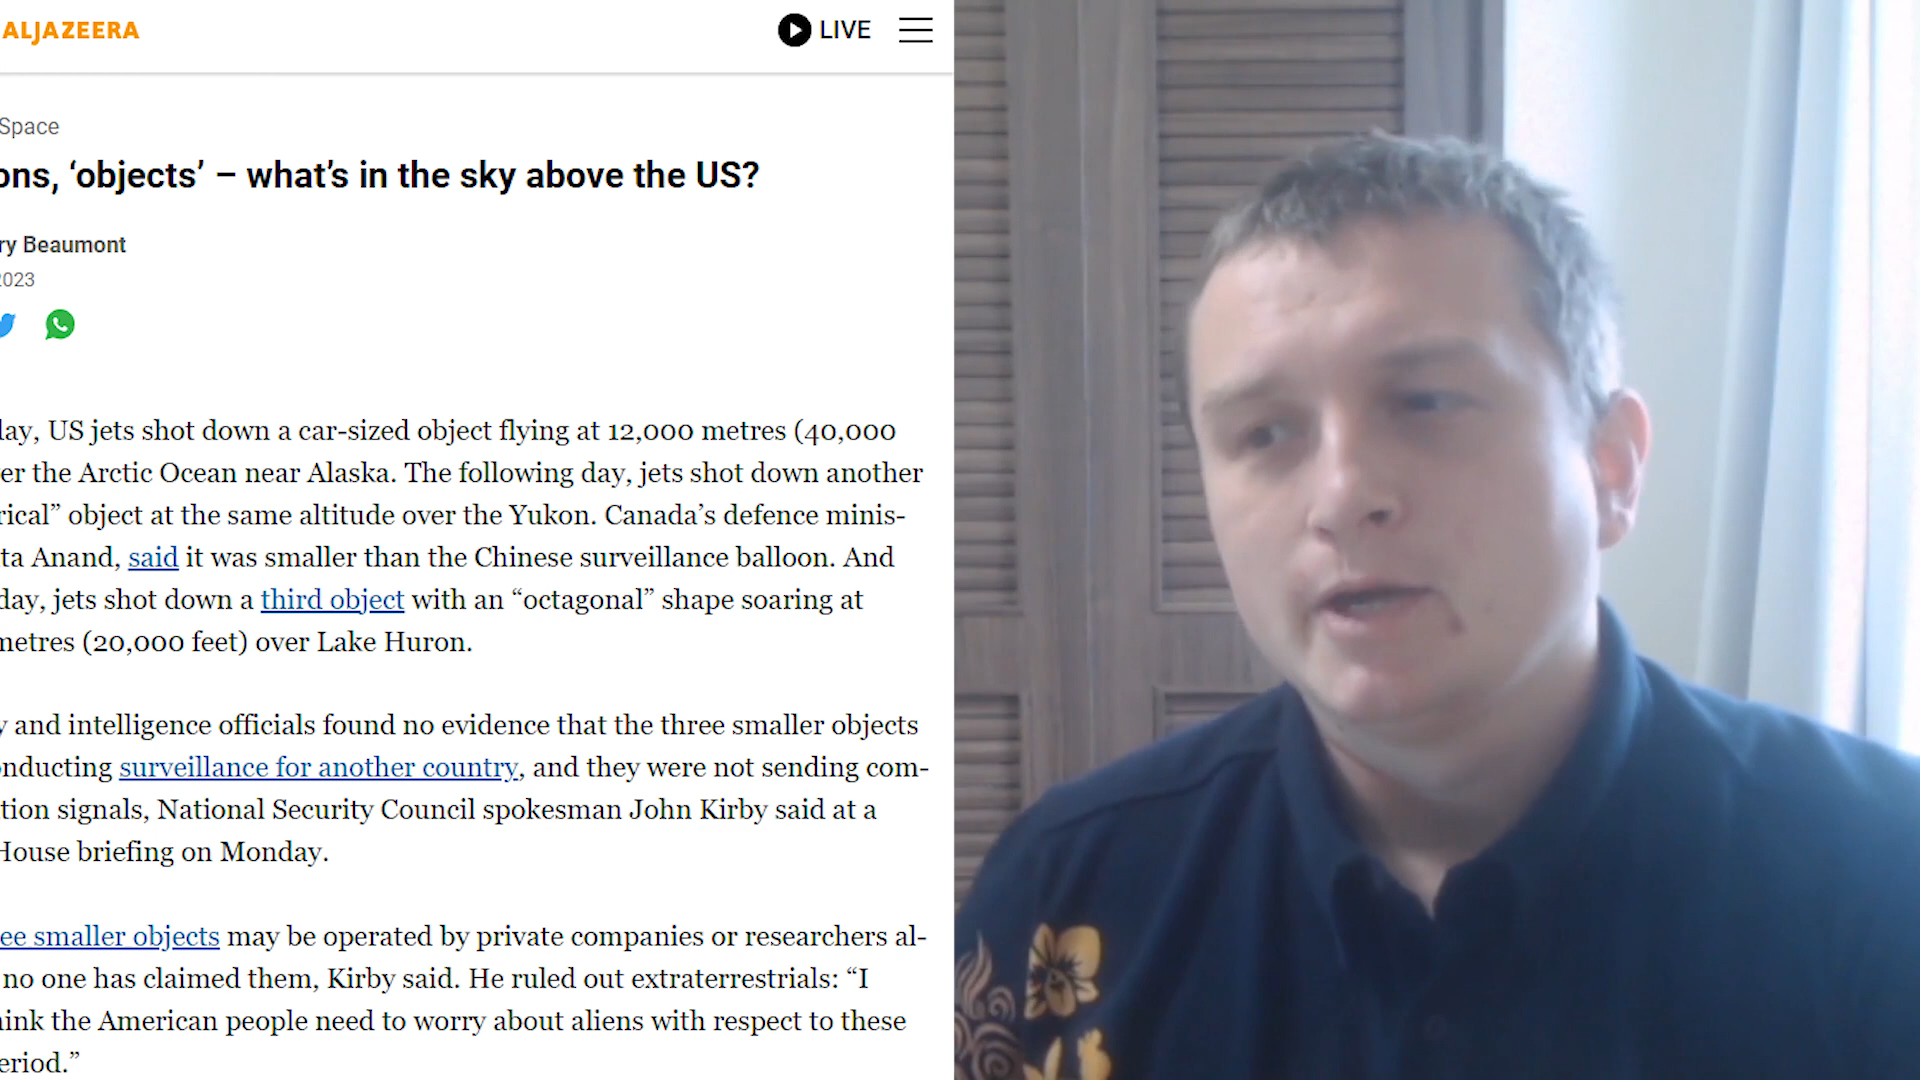 ALJAZEERA
LIVE
Space
ons, ‘objects’ – what’s in the sky above the US?
ry Beaumont
2023
day, US jets shot down a car-sized object flying at 12,000 metres (40,000
er the Arctic Ocean near Alaska. The following day, jets shot down another
rical” object at the same altitude over the Yukon. Canada’s defence minis-
ta Anand, said it was smaller than the Chinese surveillance balloon. And
day, jets shot down a third object with an “octagonal” shape soaring at
metres (20,000 feet) over Lake Huron.
y and intelligence officials found no evidence that the three smaller objects
onducting surveillance for another country, and they were not sending com-
tion signals, National Security Council spokesman John Kirby said at a
House briefing on Monday.
ee smaller objects may be operated by private companies or researchers al-
no one has claimed them, Kirby said. He ruled out extraterrestrials: “I
ink the American people need to worry about aliens with respect to these
eriod.”